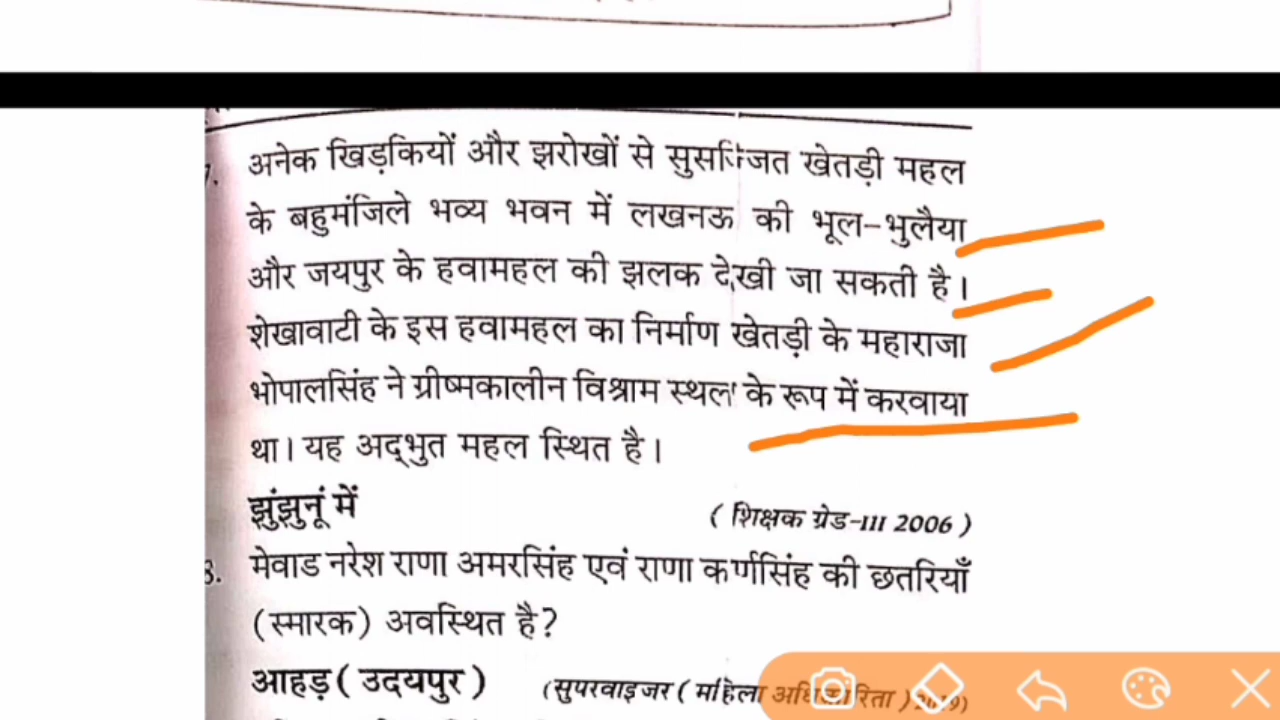 अनेक खिड़कियों और झरोखों से सुसज्जित खेतड़ी महल
के बहुमंजिले भव्य भवन में लखनऊ की भूल-भुलैया
और जयपुर के हवामहल की झलक देखी जा सकती है।
शेखावाटी के इस हवामहल का निर्माण खेतड़ी के महाराजा
भोपालसिंह ने ग्रीष्मकालीन विश्राम स्थल के रूप में करवाया
था। यह अद्भुत महल स्थित है।
झुंझुनूं में
( शिक्षक ग्रेड-III 2006 )
मेवाड नरेश राणा अमरसिंह एवं राणा कर्णसिंह की छतरियाँ
(स्मारक) अवस्थित है?
आहड़ ( उदयपुर )
(सुपरवाइजर ( महिला अधिकारिता )